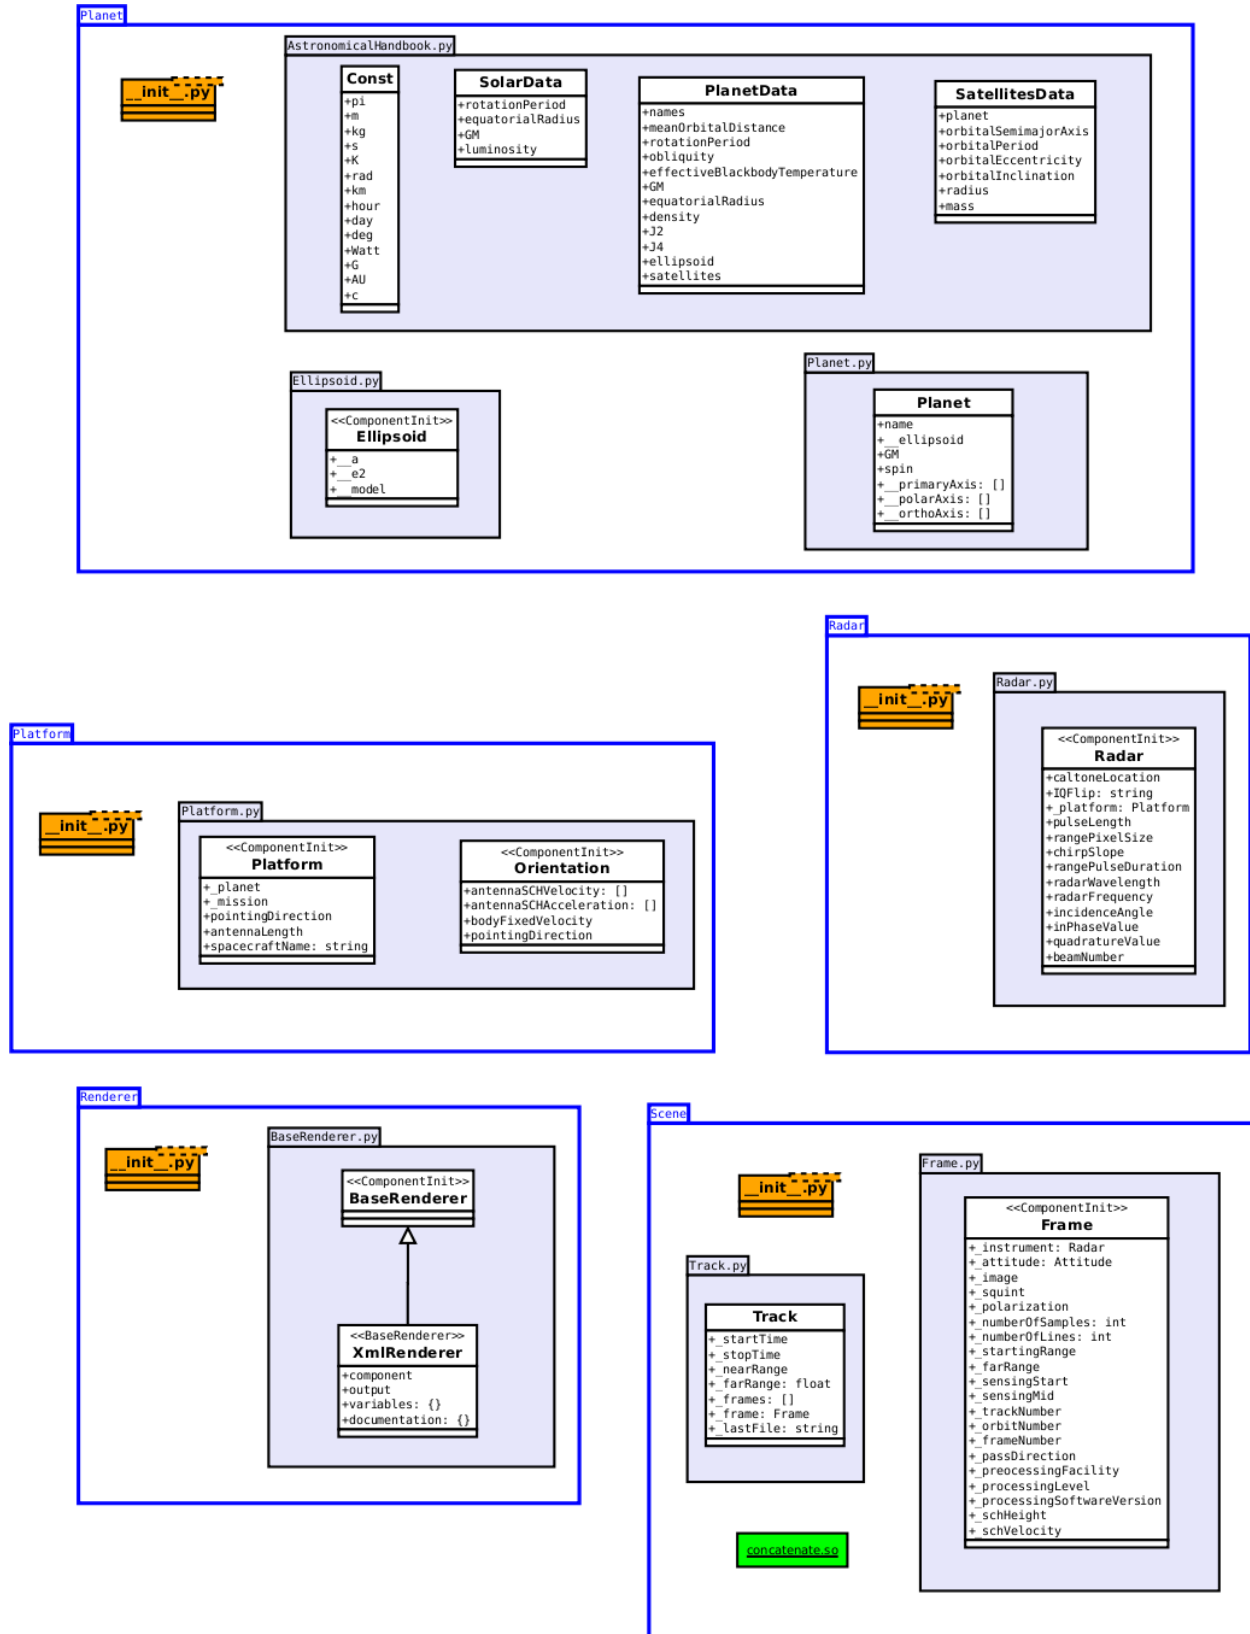 Planet
__init__.py
AstronomicalHandbook.py
Const
+pi
+m
+kg
+s
+K
+rad
+km
+hour
+day
+deg
+Watt
+G
+AU
+c
SolarData
+rotationPeriod
+equatorialRadius
+GM
+luminosity
PlanetData
+names
+meanOrbitalDistance
+rotationPeriod
+obliquity
+effectiveBlackbodyTemperature
+GM
+equatorialRadius
+density
+J2
+J4
+ellipsoid
+satellites
SatellitesData
+planet
+orbitalSemimajorAxis
+orbitalPeriod
+orbitalEccentricity
+orbitalInclination
+radius
+mass
Ellipsoid.py
<<ComponentInit>>
Ellipsoid
+__a
+__e2
+__model
Planet.py
Planet
+name
+__ellipsoid
+GM
+spin
+__primaryAxis: []
+__polarAxis: []
+__orthoAxis: []
Radar
__init__.py
Radar.py
<<ComponentInit>>
Radar
+caltoneLocation
+IQFlip: string
+_platform: Platform
+pulseLength
+rangePixelSize
+chirpSlope
+rangePulseDuration
+radarWavelength
+radarFrequency
+incidenceAngle
+inPhaseValue
+quadratureValue
+beamNumber
Platform
__init__.py
Platform.py
<<ComponentInit>>
Platform
+_planet
+_mission
+pointingDirection
+antennaLength
+spacecraftName: string
<<ComponentInit>>
Orientation
+antennaSCHVelocity: []
+antennaSCHAcceleration: []
+bodyFixedVelocity
+pointingDirection
Renderer
__init__.py
BaseRenderer.py
<<ComponentInit>>
BaseRenderer
<<BaseRenderer>>
XmlRenderer
+component
+output
+variables: {}
+documentation: {}
Scene
__init__.py
Track.py
Track
+_startTime
+_stopTime
+_nearRange
+_farRange: float
+_frames: []
+_frame: Frame
+_lastFile: string
concatenate.so
Frame.py
<<ComponentInit>>
Frame
+_instrument: Radar
+_attitude: Attitude
+_image
+_squint
+_polarization
+_numberOfSamples: int
+_numberOfLines: int
+_startingRange
+_farRange
+_sensingStart
+_sensingMid
+_trackNumber
+_orbitNumber
+_frameNumber
+_passDirection
+_preocessingFacility
+_processingLevel
+_processingSoftwareVersion
+_schHeight
+_schVelocity